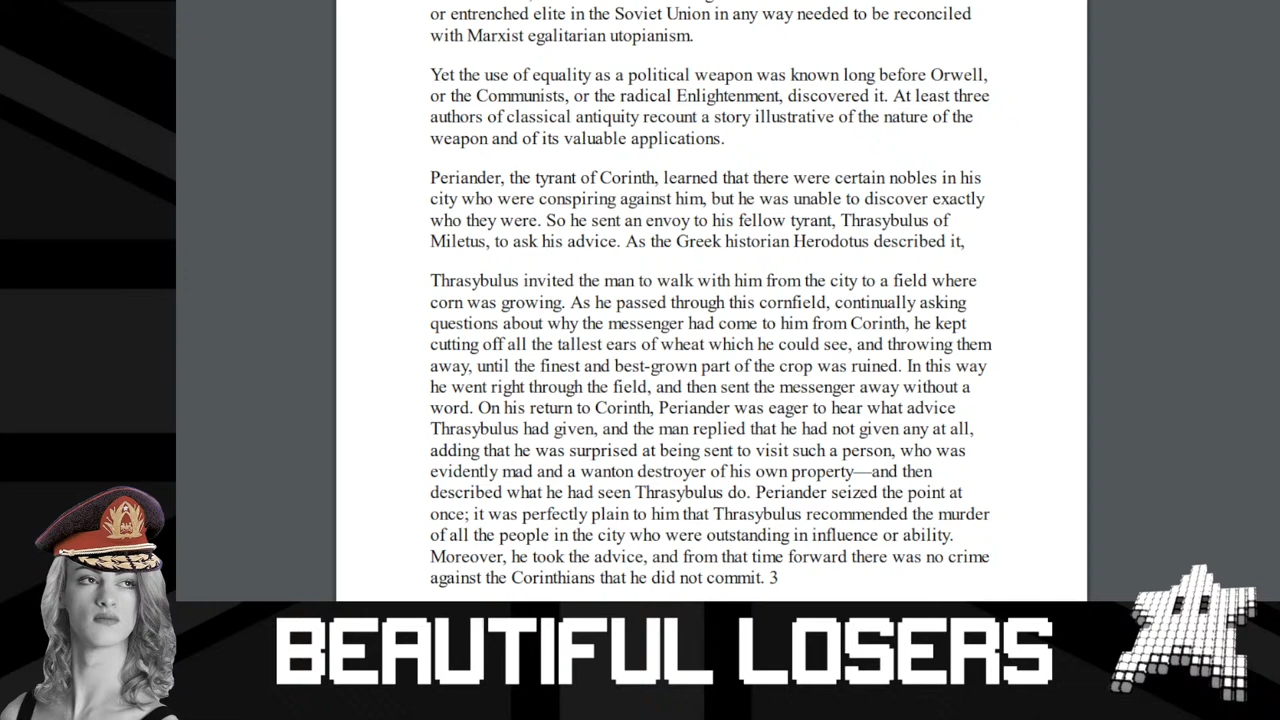 or entrenched elite in the Soviet Union in any way needed to be reconciled
with Marxist egalitarian utopianism.
Yet the use of equality as a political weapon was known long before Orwell,
or the Communists, or the radical Enlightenment, discovered it. At least three
authors of classical antiquity recount a story illustrative of the nature of the
weapon and of its valuable applications.
Periander, the tyrant of Corinth, learned that there were certain nobles in his
city who were conspiring against him, but he was unable to discover exactly
who they were. So he sent an envoy to his fellow tyrant, Thrasybulus of
Miletus, to ask his advice. As the Greek historian Herodotus described it,
Thrasybulus invited the man to walk with him from the city to a field where
corn was growing. As he passed through this cornfield, continually asking
questions about why the messenger had come to him from Corinth, he kept
cutting off all the tallest ears of wheat which he could see, and throwing them
away, until the finest and best-grown part of the crop was ruined. In this way
he went right through the field, and then sent the messenger away without a
word. On his return to Corinth, Periander was eager to hear what advice
Thrasybulus had given, and the man replied that he had not given any at all,
adding that he was surprised at being sent to visit such a person, who was
evidently mad and a wanton destroyer of his own property—and then
described what he had seen Thrasybulus do. Periander seized the point at
once; it was perfectly plain to him that Thrasybulus recommended the murder
of all the people in the city who were outstanding in influence or ability.
Moreover, he took the advice, and from that time forward there was no crime
against the Corinthians that he did not commit. 3
BEAUTIFUL LOSERS